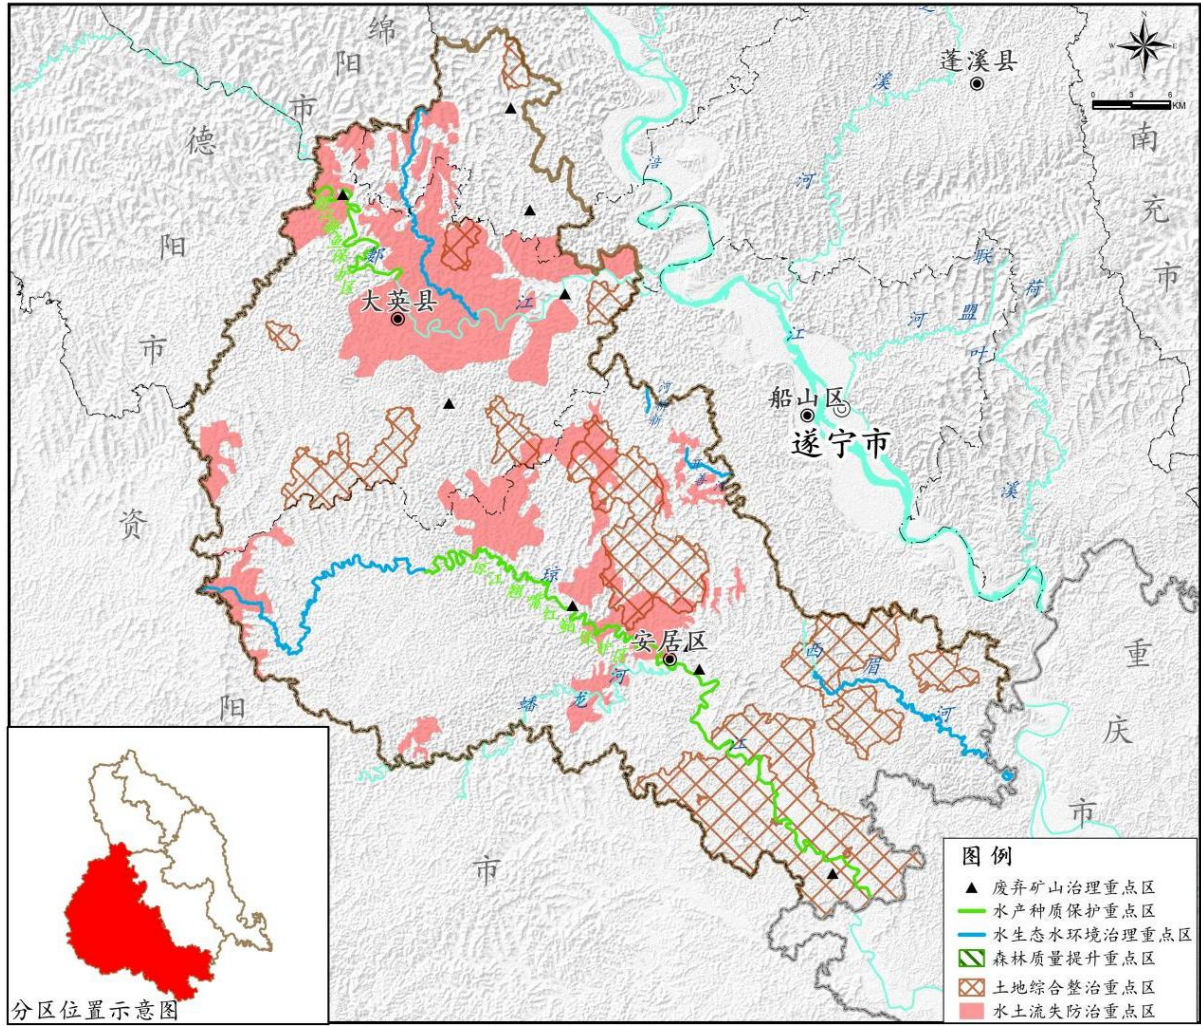 绵
阳
市
德
阳
市
蓬溪县
N
W
E
S
0
3
6
KM
南
充
市
涪
溪
河
郪
江
大英县
联
盟
河
荷
叶
溪
江
船山区
遂宁市
资
阳
市
琼
江
安居区
蟠
龙
河
西
眉
河
重
庆
市
分区位置示意图
图例
废弃矿山治理重点区
水产种质保护重点区
水生态水环境治理重点区
森林质量提升重点区
土地综合整治重点区
水土流失防治重点区